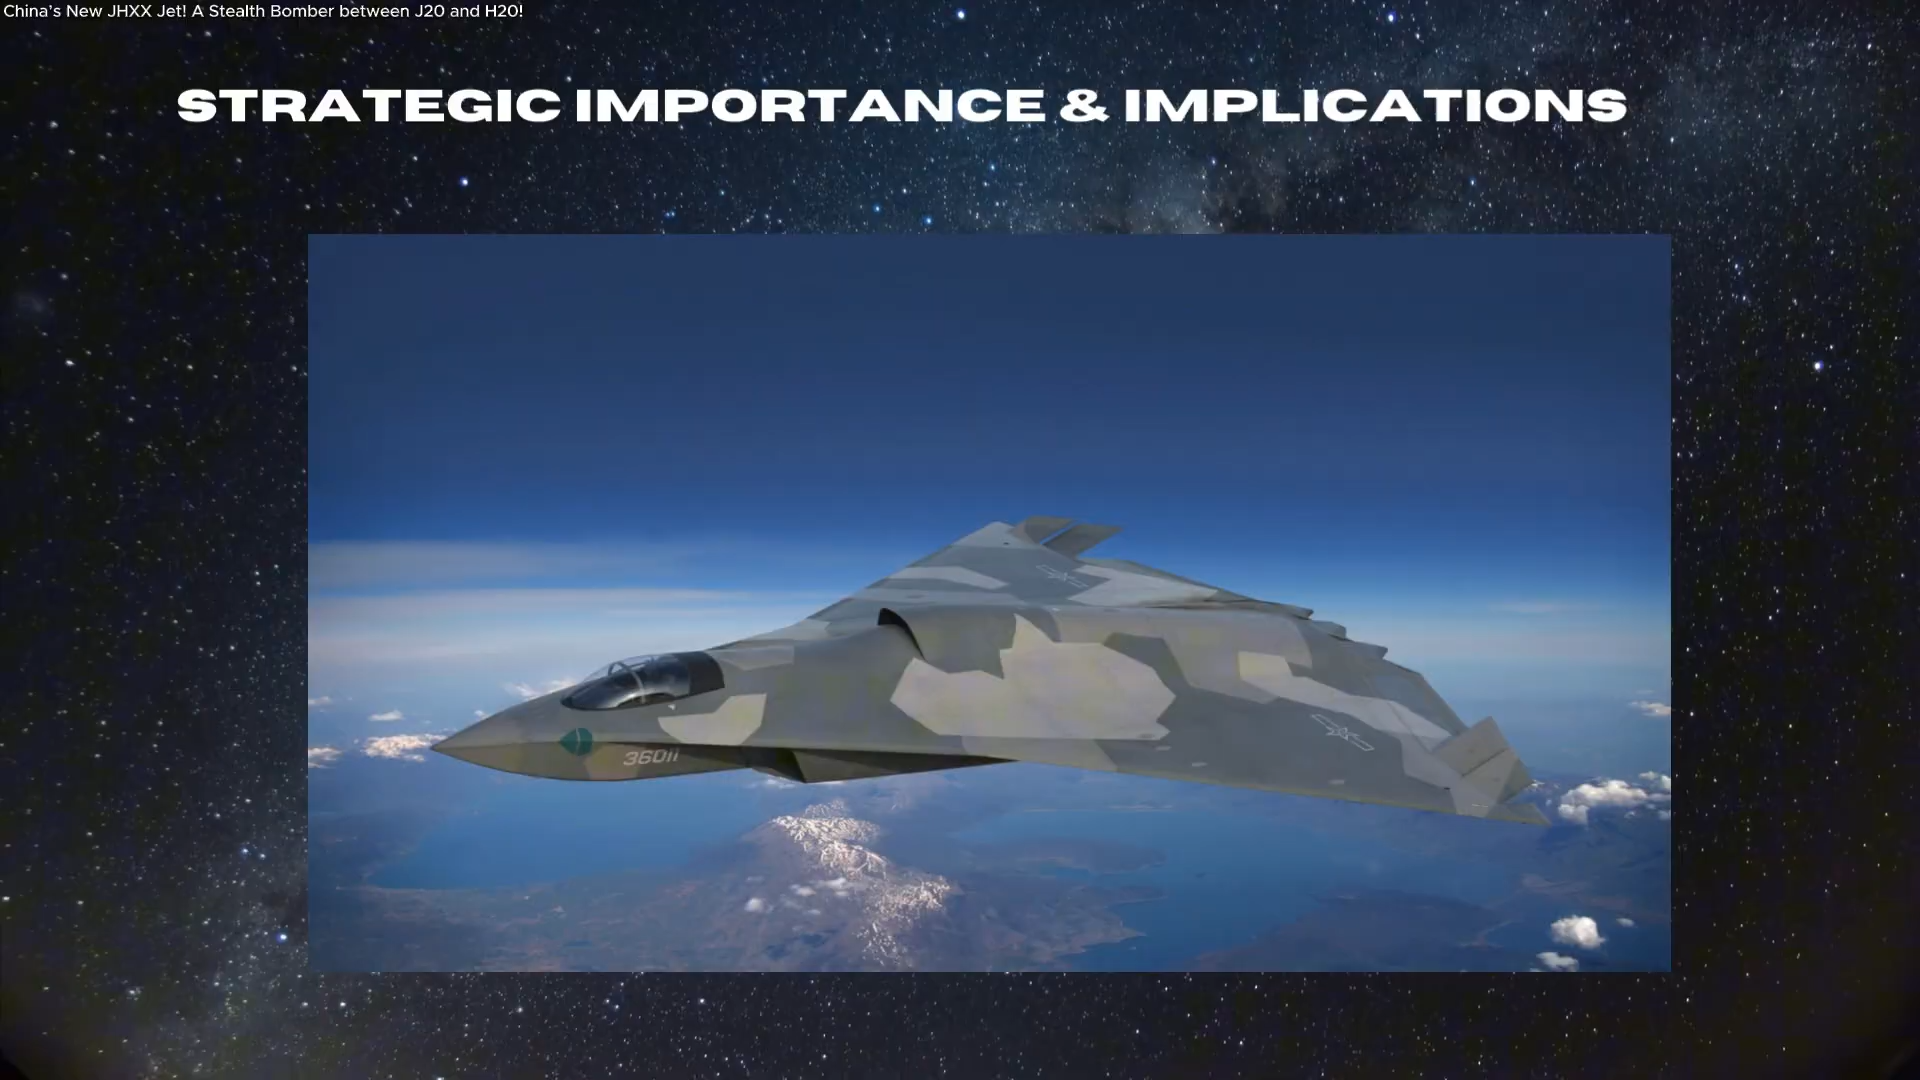 China's New JHXX Jet! A Stealth Bomber between J20 and H20!
STRATEGIC IMPORTANCE & IMPLICATIONS
36011